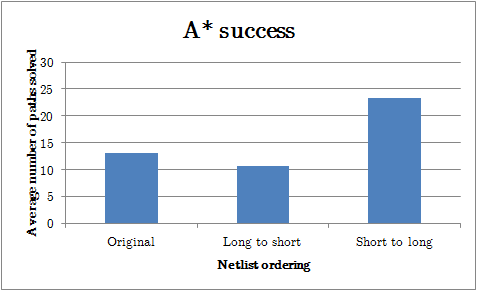 A* success
Average number of paths solved
30
25
20
15
10
5
0
Original
Long to short
Short to long
Netlist ordering